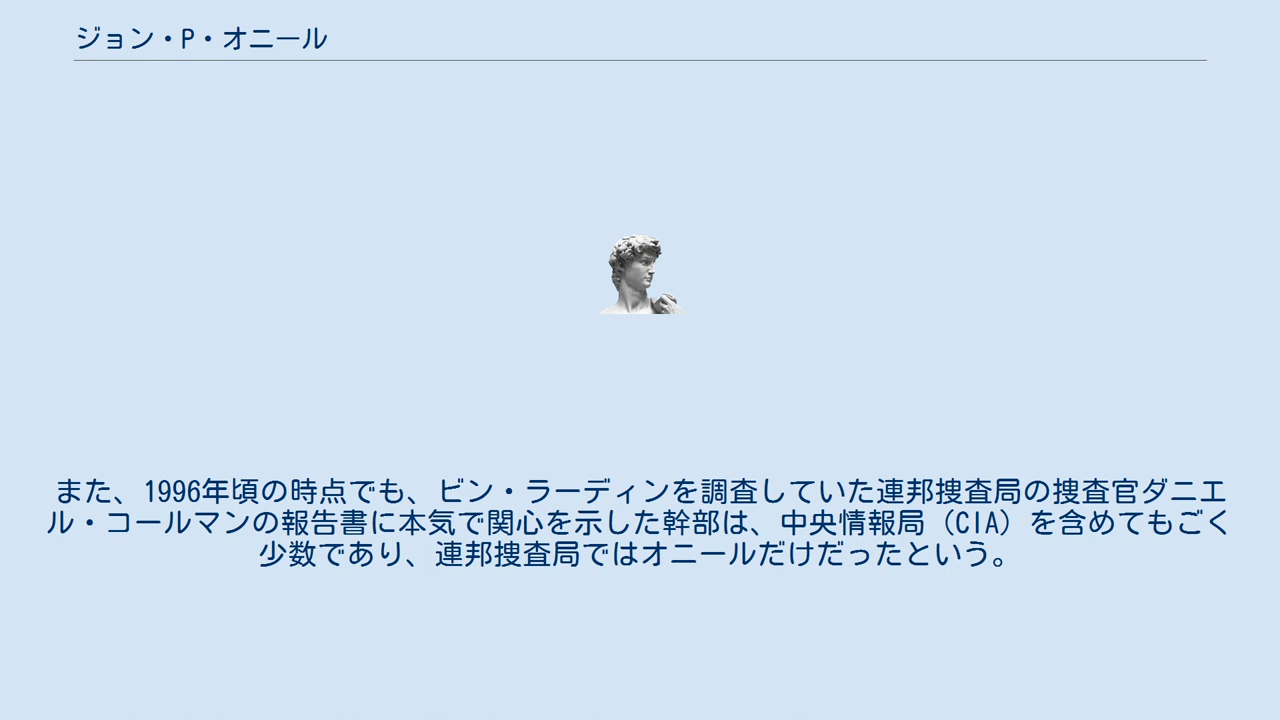 ジョン・P・オニール
また、1996年頃の時点でも、ビン・ラーディンを調査していた連邦捜査局の捜査官ダニエ
ル・コールマンの報告書に本気で関心を示した幹部は、中央情報局（CIA）を含めてもごく
少数であり、連邦捜査局ではオニールだけだったという。